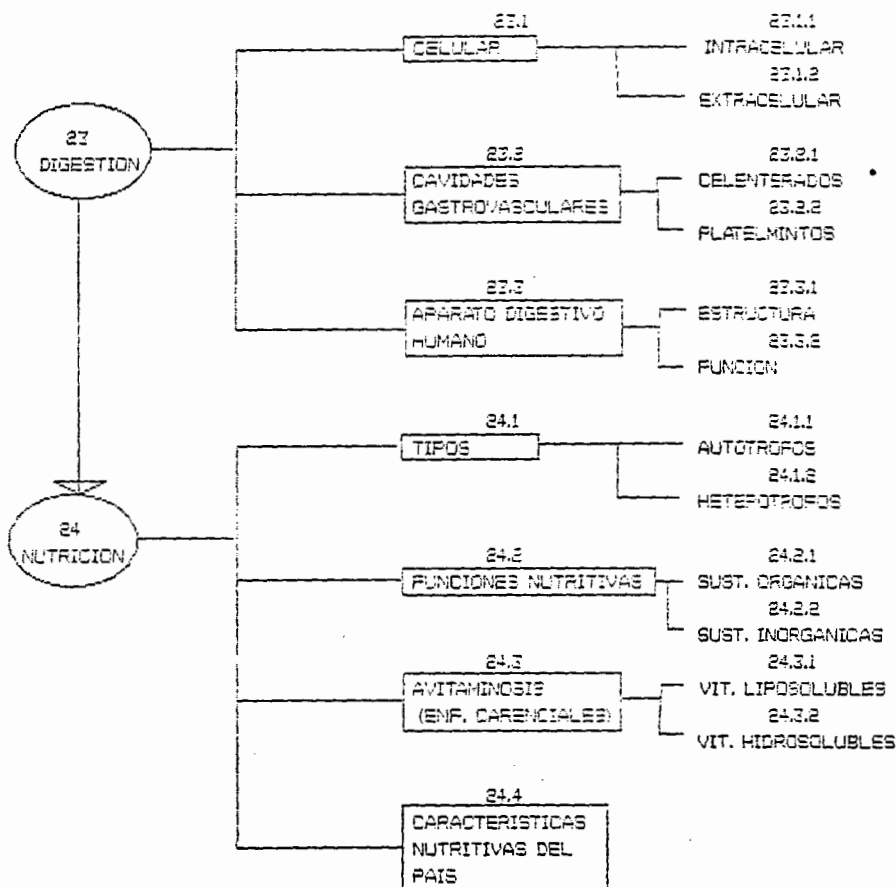 23
DIGESTION
23.1
CELULAR
23.1.1
INTRACELULAR
23.1.2
EXTRACELULAR
23.2
CAVIDADES
GASTROVASCULARES
23.2.1
CELENTERADOS
23.2.2
PLATELMINTOS
23.3
APARATO DIGESTIVO
HUMANO
23.3.1
ESTRUCTURA
23.3.2
FUNCION
24
NUTRICION
24.1
TIPOS
24.1.1
AUTOTROFOS
24.1.2
HETEROTROFOS
24.2
FUNCIONES NUTRITIVAS
24.2.1
SUST. ORGANICAS
24.2.2
SUST. INORGANICAS
24.3
AVITAMINOSIS
(ENF. CARENCIALES)
24.3.1
VIT. LIPOSOLUBLES
24.3.2
VIT. HIDROSOLUBLES
24.4
CARACTERISTICAS
NUTRITIVAS DEL
PAIS